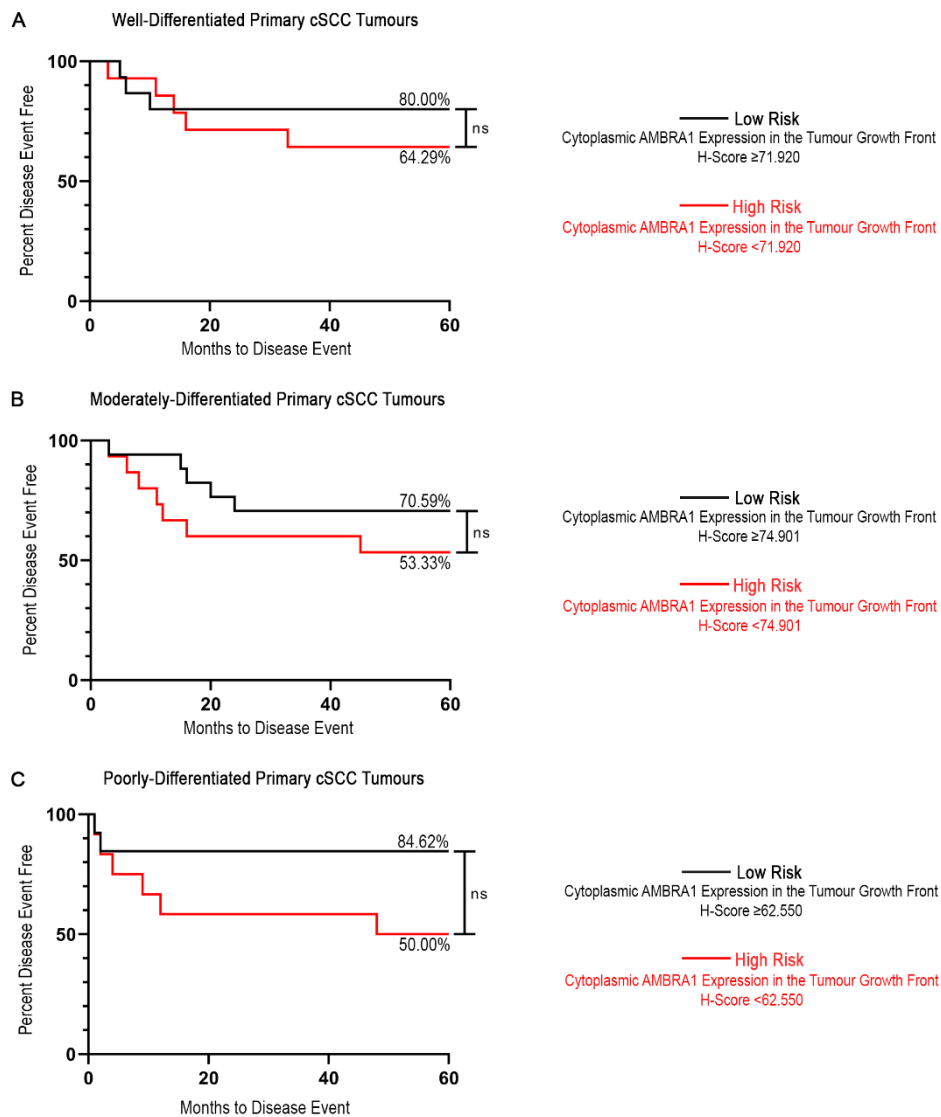 A
Well-Differentiated Primary cSCC Tumours
100
50
0
Percent Disease Event Free
80.00%
64.29%
ns
0 20 40 60
Months to Disease Event
Low Risk
Cytoplasmic AMBRA1 Expression in the Tumour Growth Front
H-Score ≥71.920
High Risk
Cytoplasmic AMBRA1 Expression in the Tumour Growth Front
H-Score <71.920
B
Moderately-Differentiated Primary cSCC Tumours
100
50
0
Percent Disease Event Free
70.59%
53.33%
ns
0 20 40 60
Months to Disease Event
Low Risk
Cytoplasmic AMBRA1 Expression in the Tumour Growth Front
H-Score ≥74.901
High Risk
Cytoplasmic AMBRA1 Expression in the Tumour Growth Front
H-Score <74.901
C
Poorly-Differentiated Primary cSCC Tumours
100
50
0
Percent Disease Event Free
84.62%
50.00%
ns
0 20 40 60
Months to Disease Event
Low Risk
Cytoplasmic AMBRA1 Expression in the Tumour Growth Front
H-Score ≥62.550
High Risk
Cytoplasmic AMBRA1 Expression in the Tumour Growth Front
H-Score <62.550